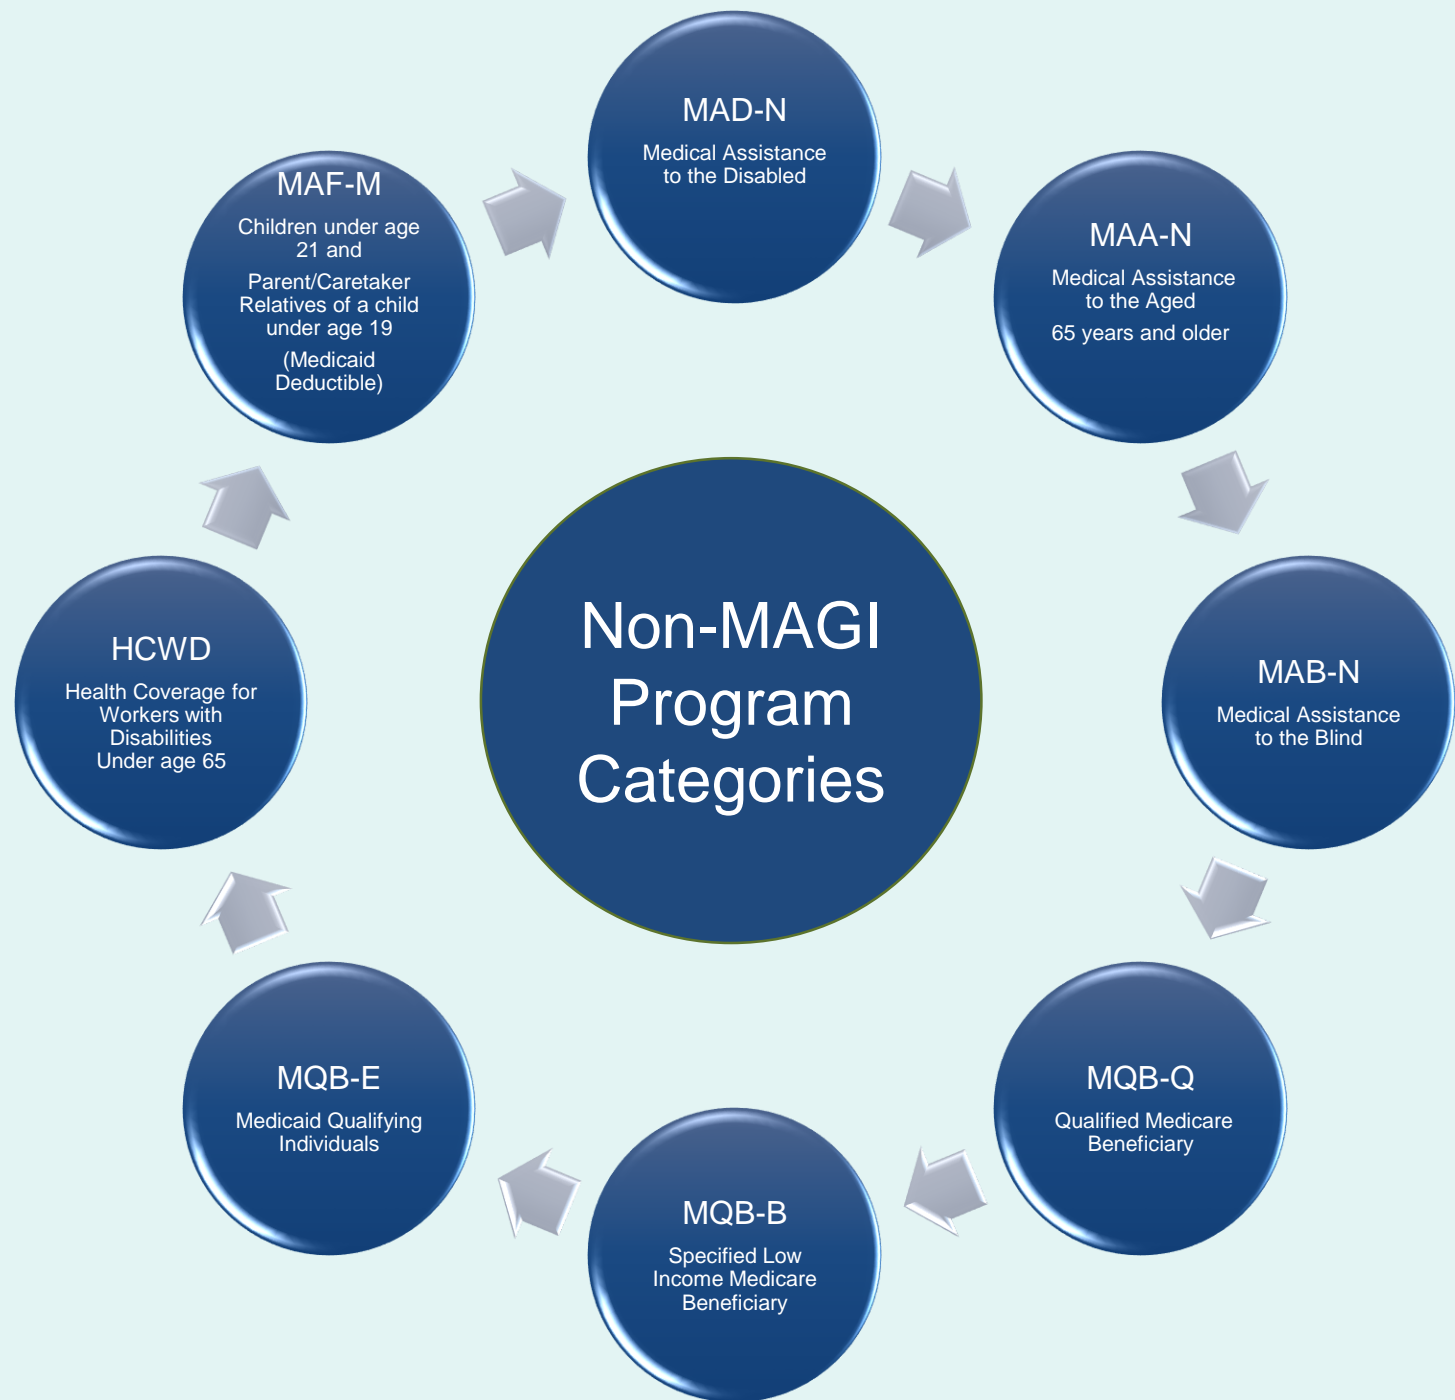 MAD-N
Medical Assistance
to the Disabled
MAA-N
Medical Assistance
to the Aged
65 years and older
MAB-N
Medical Assistance
to the Blind
MQB-Q
Qualified Medicare
Beneficiary
MQB-B
Specified Low
Income Medicare
Beneficiary
MQB-E
Medicaid Qualifying
Individuals
HCWD
Health Coverage for
Workers with
Disabilities
Under age 65
MAF-M
Children under age
21 and
Parent/Caretaker
Relatives of a child
under age 19
(Medicaid
Deductible)
Non-MAGI
Program
Categories